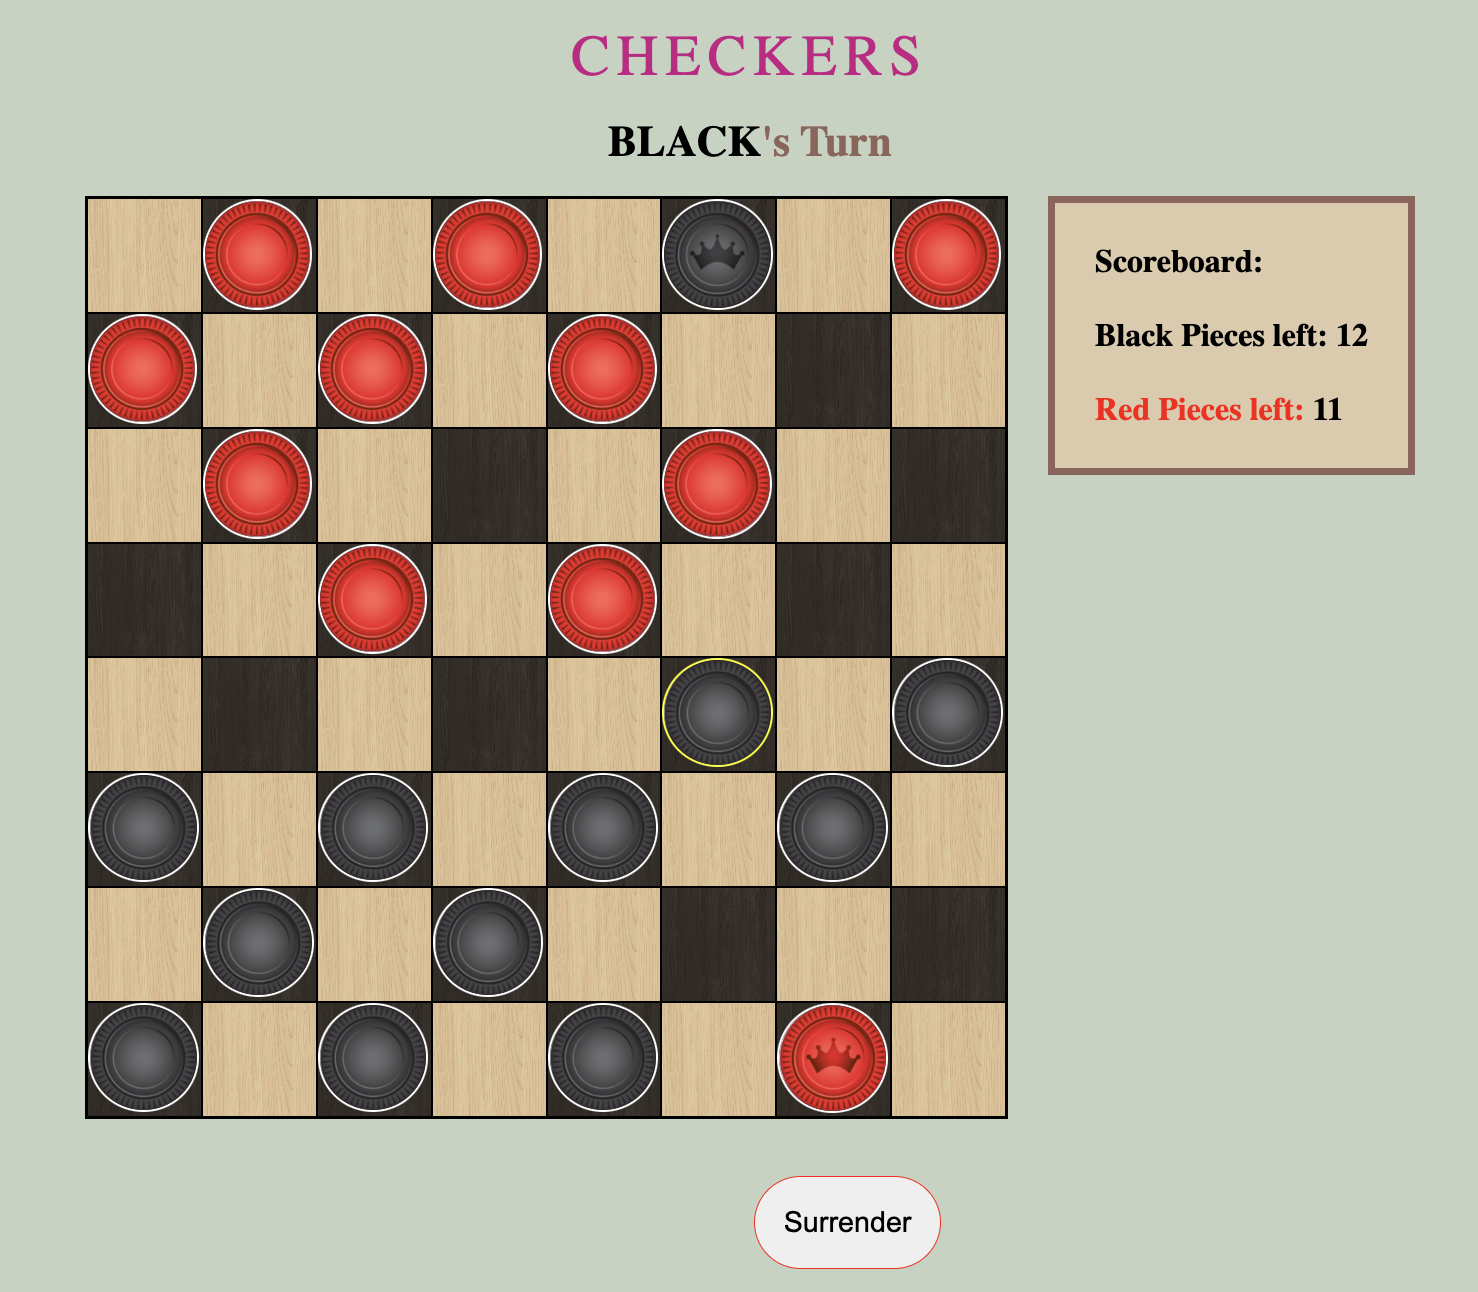 CHECKERS
BLACK's Turn
Scoreboard:
Black Pieces left: 12
Red Pieces left: 11
Surrender